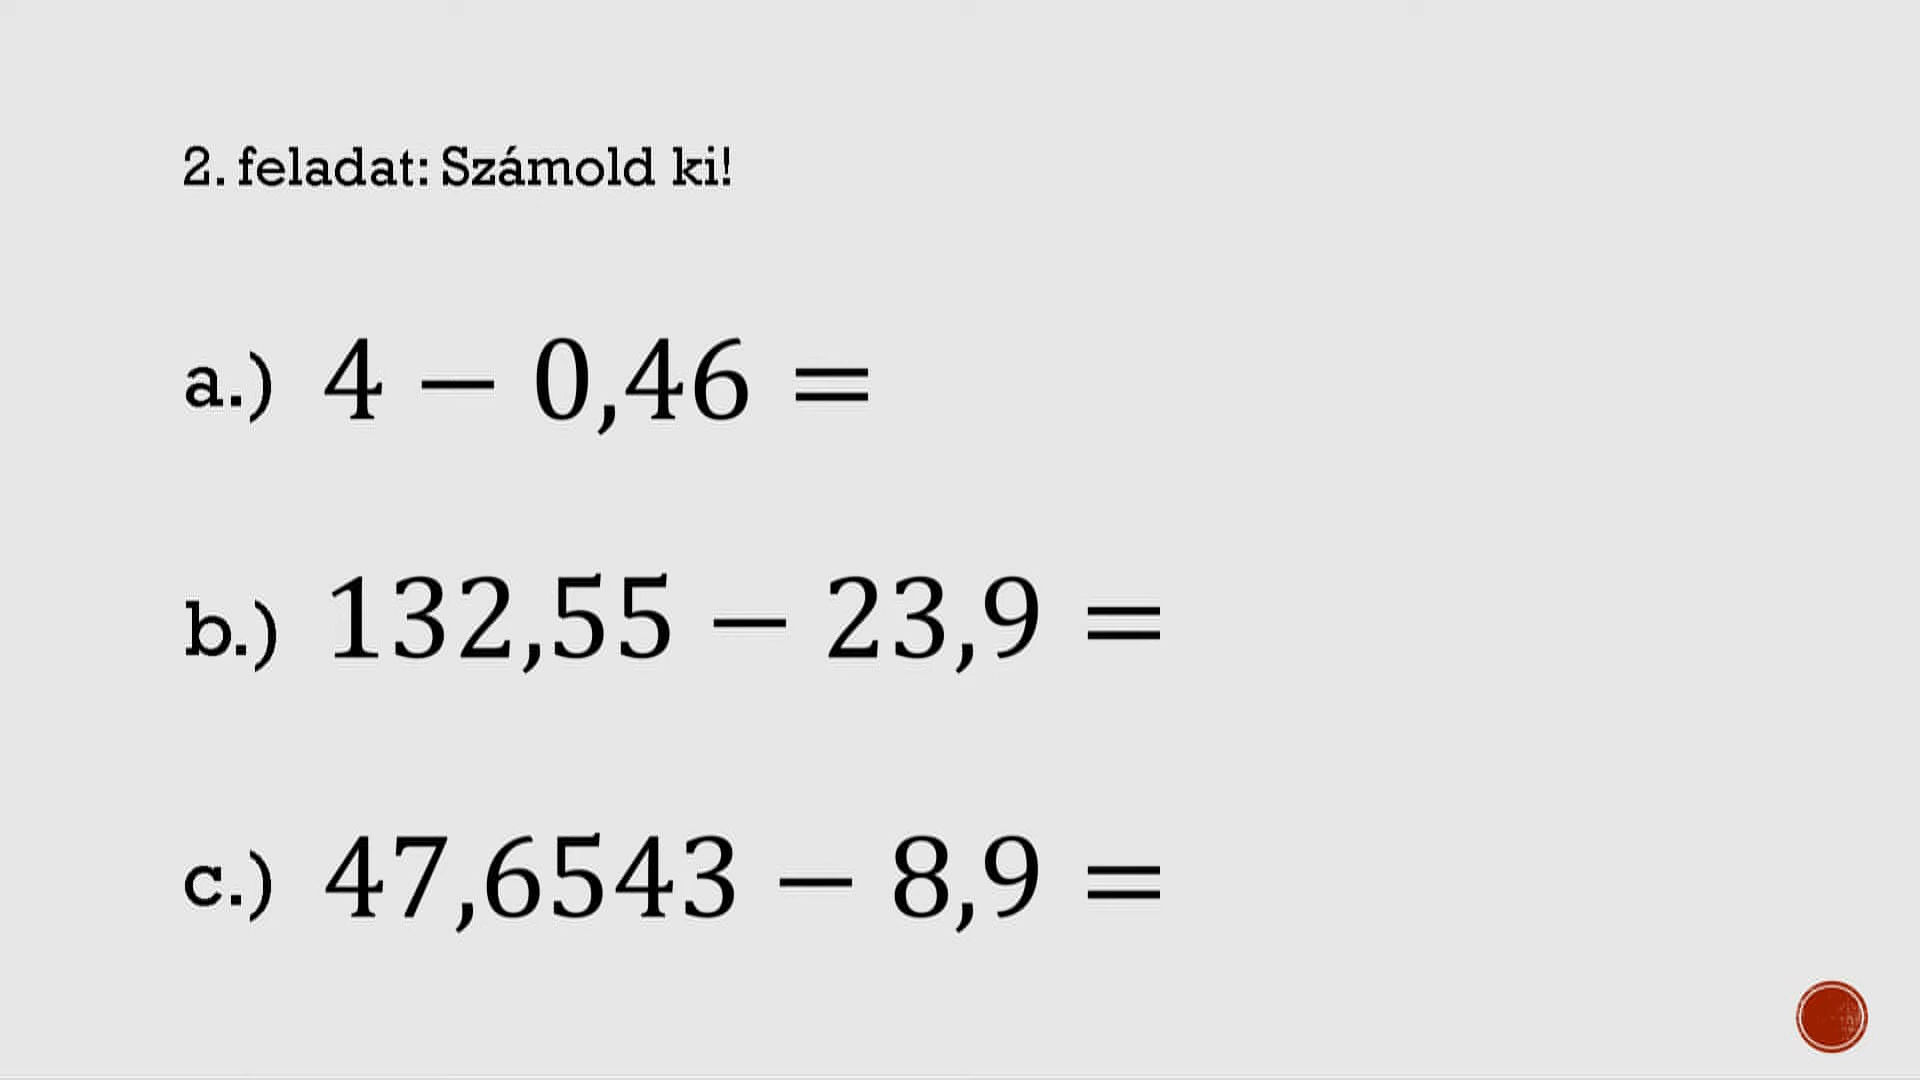 2. feladat: Számold ki!
a.) 4 − 0,46 =
b.) 132,55 − 23,9 =
c.) 47,6543 − 8,9 =